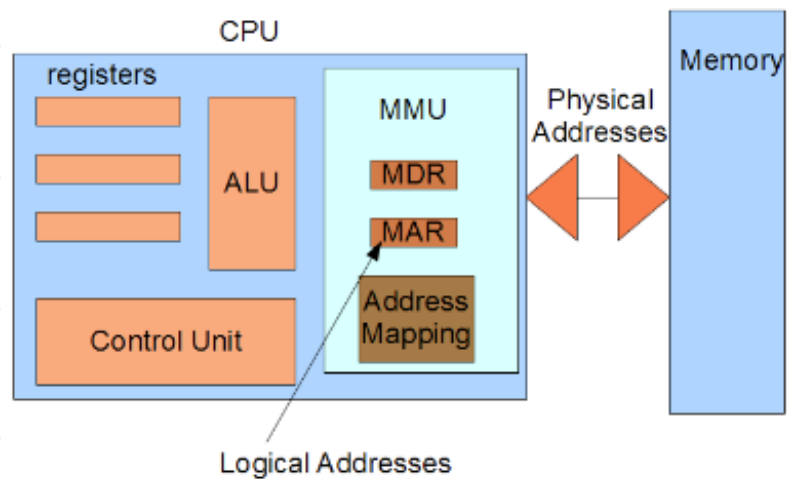 CPU
registers
ALU
Control Unit
MMU
MDR
MAR
Address
Mapping
Physical
Addresses
Memory
Logical Addresses